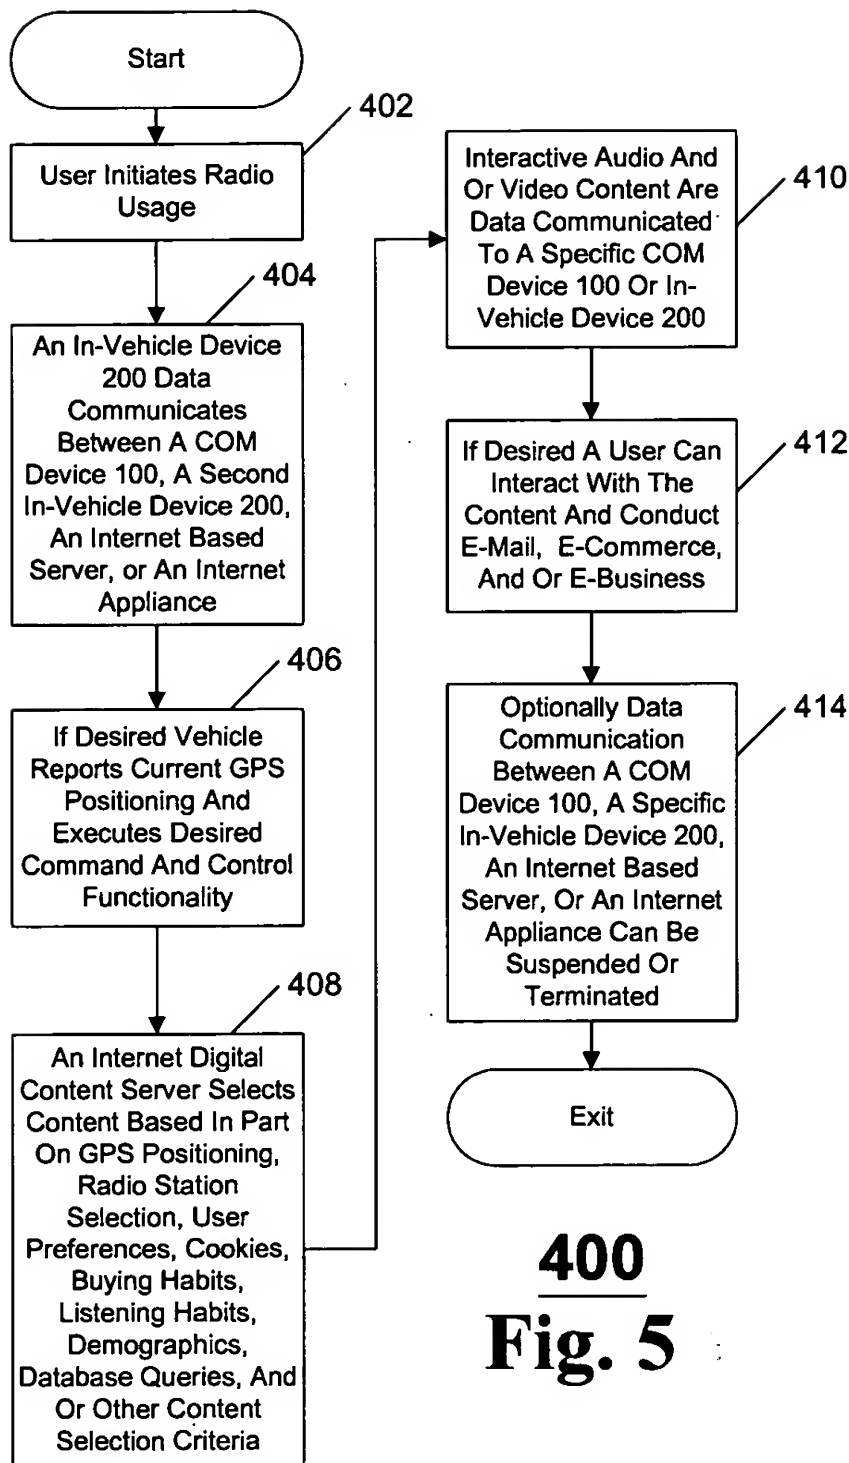 Start
402
User Initiates Radio
Usage
404
An In-Vehicle Device
200 Data
Communicates
Between A COM
Device 100, A Second
In-Vehicle Device 200,
An Internet Based
Server, or An Internet
Appliance
406
If Desired Vehicle
Reports Current GPS
Positioning And
Executes Desired
Command And Control
Functionality
408
An Internet Digital
Content Server Selects
Content Based In Part
On GPS Positioning,
Radio Station
Selection, User
Preferences, Cookies,
Buying Habits,
Listening Habits,
Demographics,
Database Queries, And
Or Other Content
Selection Criteria
Interactive Audio And
Or Video Content Are
Data Communicated
To A Specific COM
Device 100 Or In-
Vehicle Device 200
410
If Desired A User Can
Interact With The
Content And Conduct
E-Mail, E-Commerce,
And Or E-Business
412
Optionally Data
Communication
Between A COM
Device 100, A Specific
In-Vehicle Device 200,
An Internet Based
Server, Or An Internet
Appliance Can Be
Suspended Or
Terminated
414
Exit
400
Fig. 5